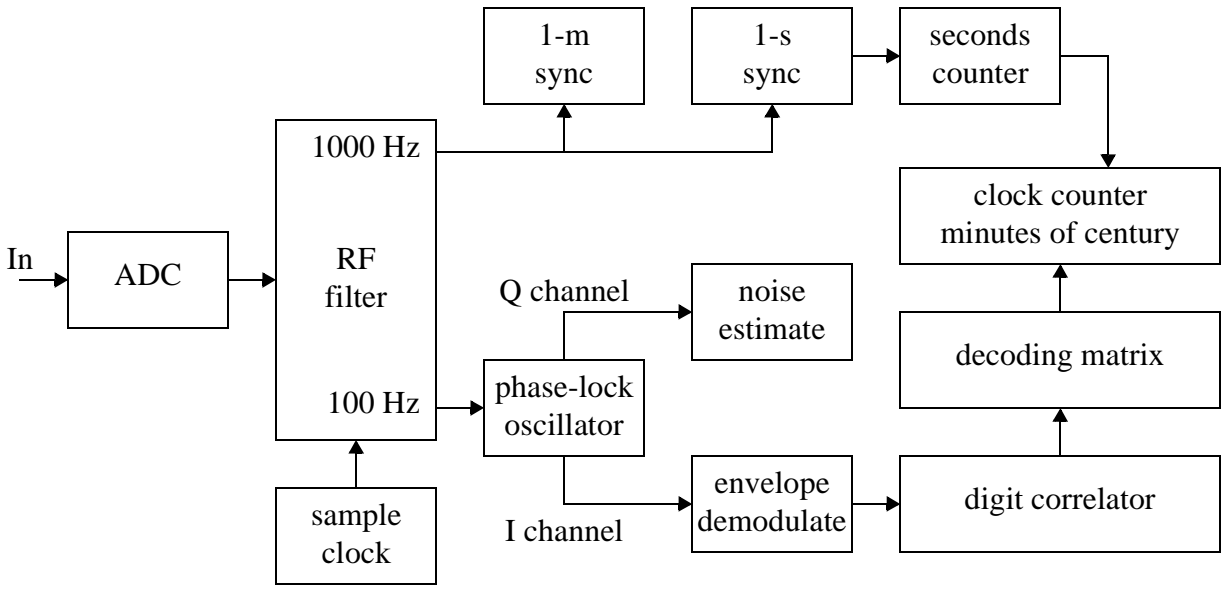 1-m
sync
1-s
sync
seconds
counter
1000 Hz
clock counter
minutes of century
In
ADC
RF
filter
Q channel
noise
estimate
decoding matrix
100 Hz
phase-lock
oscillator
sample
clock
I channel
envelope
demodulate
digit correlator